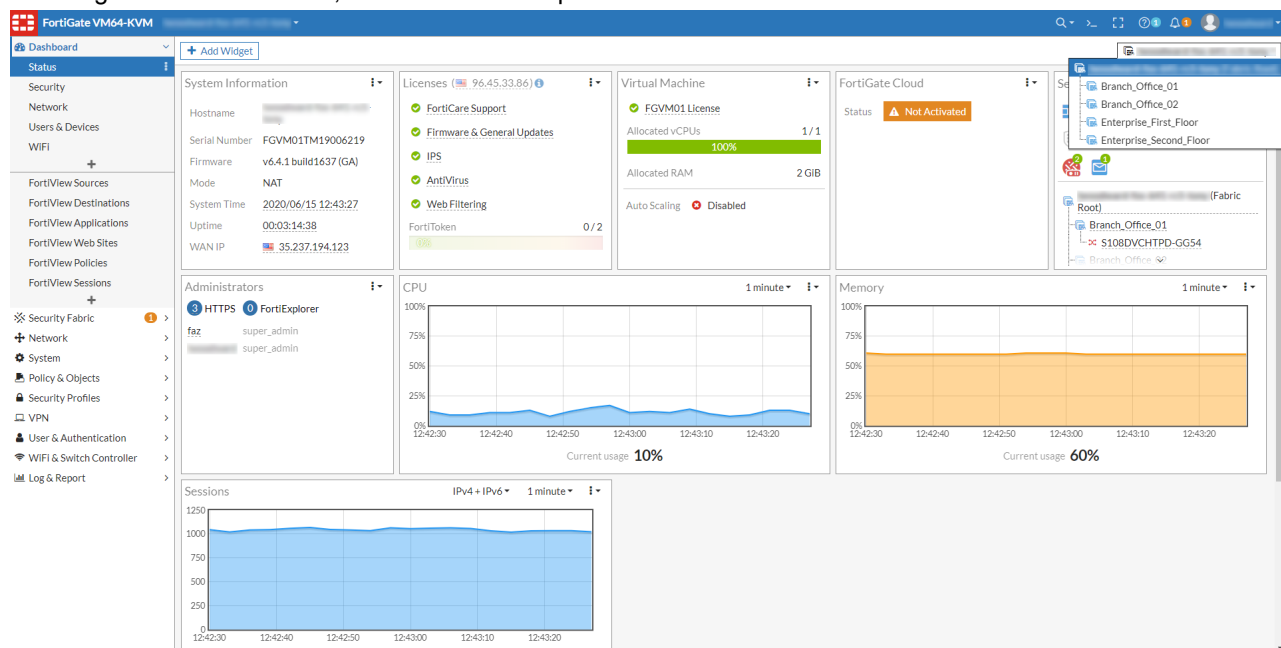 FortiGate VM64-KVM
1 1
Dashboard
Status
Security
Network
Users & Devices
WiFi
+
FortiView Sources
FortiView Destinations
FortiView Applications
FortiView Web Sites
FortiView Policies
FortiView Sessions
+
Security Fabric 1
Network
System
Policy & Objects
Security Profiles
VPN
User & Authentication
WiFi & Switch Controller
Log & Report
+ Add Widget
Branch_Office_01
Branch_Office_02
Enterprise_First_Floor
Enterprise_Second_Floor
System Information
Hostname
Serial Number FGVM01TM19006219
Firmware v6.4.1 build1637 (GA)
Mode NAT
System Time 2020/06/15 12:43:27
Uptime 00:03:14:38
WAN IP 35.237.194.123
Licenses (96.45.33.86)
FortiCare Support
Firmware & General Updates
IPS
AntiVirus
Web Filtering
FortiToken 0 / 2
Virtual Machine
FGVM01 License
Allocated vCPUs 1 / 1
100%
Allocated RAM 2 GiB
Auto Scaling Disabled
FortiGate Cloud
Status Not Activated
Se
2 1
(Fabric
Root)
Branch_Office_01
S108DVCHTPD-GG54
Branch_Office
Administrators
3 HTTPS 0 FortiExplorer
faz super_admin
super_admin
CPU 1 minute
100%
75%
50%
25%
0%
12:42:30 12:42:40 12:42:50 12:43:00 12:43:10 12:43:20
Current usage 10%
Memory 1 minute
100%
75%
50%
25%
0%
12:42:30 12:42:40 12:42:50 12:43:00 12:43:10 12:43:20
Current usage 60%
Sessions IPv4 + IPv6 1 minute
1250
1000
750
500
250
0
12:42:30 12:42:40 12:42:50 12:43:00 12:43:10 12:43:20